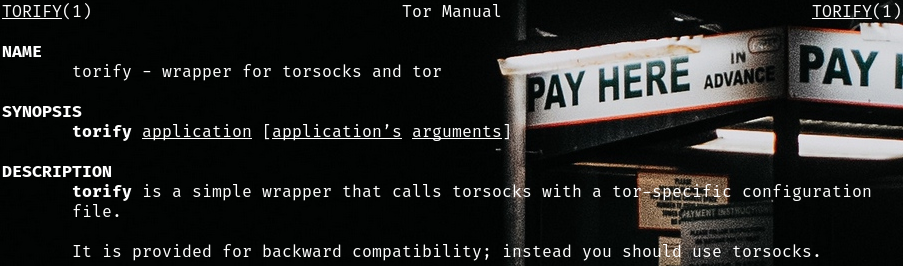 TORIFY(1) Tor Manual TORIFY(1)
NAME
torify - wrapper for torsocks and tor
SYNOPSIS
torify application [application’s arguments]
DESCRIPTION
torify is a simple wrapper that calls torsocks with a tor-specific configuration
file.
It is provided for backward compatibility; instead you should use torsocks.
PAY HERE
IN
ADVANCE
PAY
PAYMENT INSTRUCTIONS